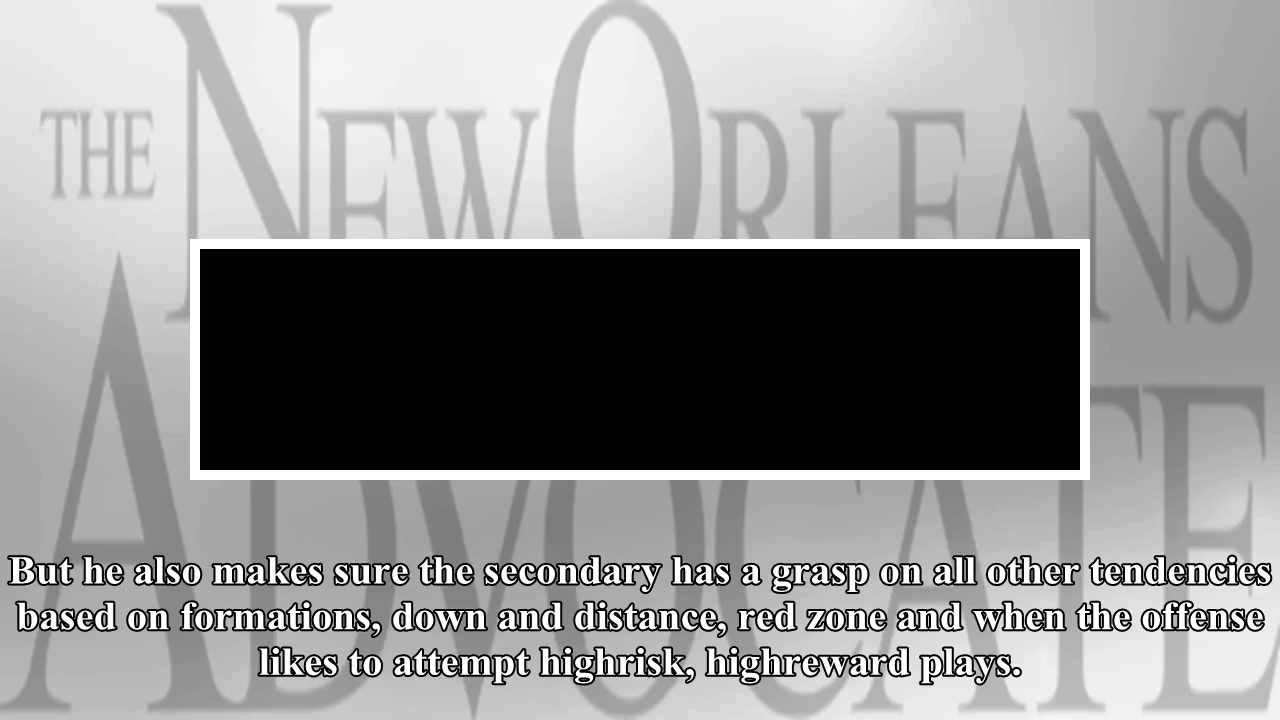 THE NEW ORLEANS
ADVOCATE
But he also makes sure the secondary has a grasp on all other tendencies
based on formations, down and distance, red zone and when the offense
likes to attempt highrisk, highreward plays.